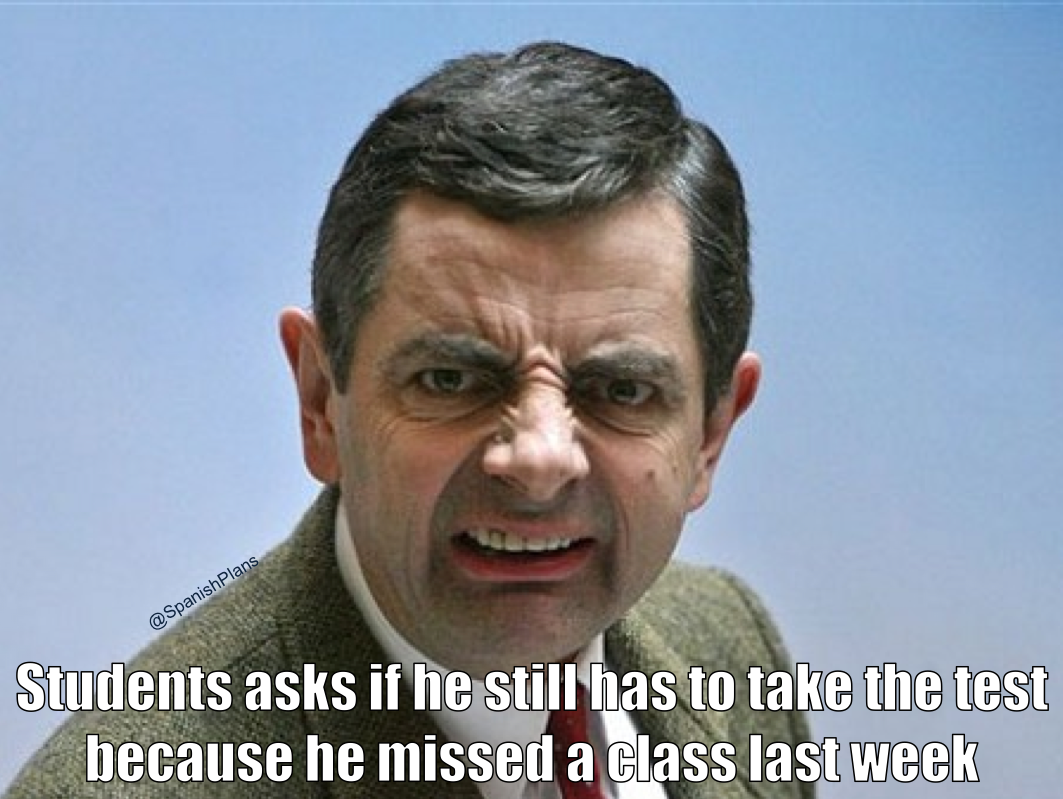 @SpanishPlans
Students asks if he still has to take the test
because he missed a class last week